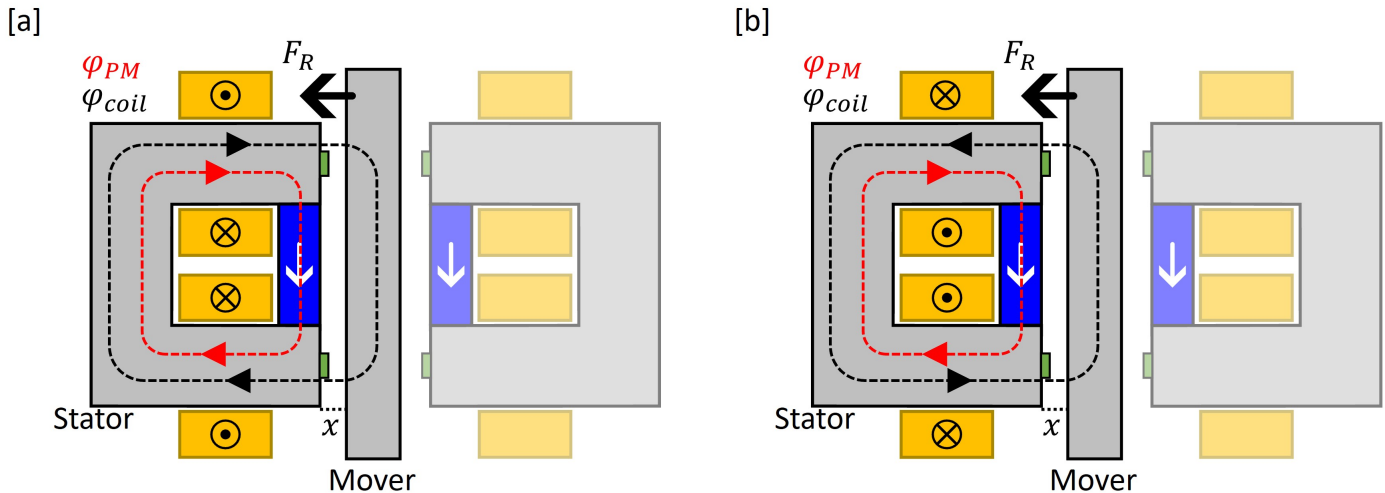 [a]
φ_PM
φ_coil
F_R
Stator
x
Mover
[b]
φ_PM
φ_coil
F_R
Stator
x
Mover